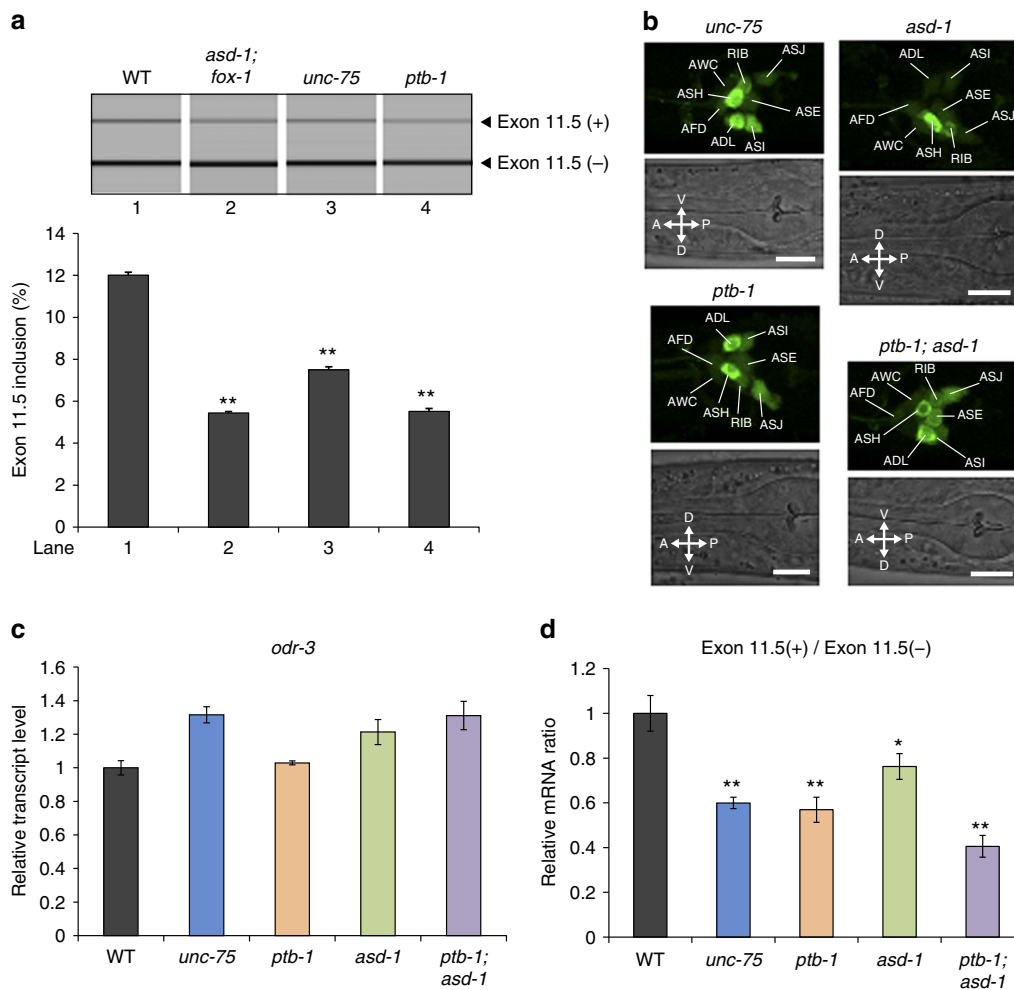 a
WT
asd-1;
fox-1
unc-75
ptb-1
◄ Exon 11.5 (+)
◄ Exon 11.5 (−)
1 2 3 4
Exon 11.5 inclusion (%)
14
12
10
8
6
4
2
0
** ** **
Lane 1 2 3 4
b
unc-75
RIB
ASJ
AWC
ASH
ASE
AFD
ADL
ASI
V
A P
D
asd-1
ADL
ASI
ASE
AFD
ASJ
AWC
ASH
RIB
D
A P
V
ptb-1
ADL
ASI
AFD
ASE
AWC
ASH
RIB
ASJ
D
A P
V
ptb-1; asd-1
RIB
AWC
ASJ
AFD
ASE
ASH
ADL
ASI
V
A P
D
c
odr-3
Relative transcript level
1.6
1.4
1.2
1
0.8
0.6
0.4
0.2
0
WT unc-75 ptb-1 asd-1 ptb-1;
asd-1
d
Exon 11.5(+) / Exon 11.5(−)
Relative mRNA ratio
1.2
1
0.8
0.6
0.4
0.2
0
** ** * **
WT unc-75 ptb-1 asd-1 ptb-1;
asd-1